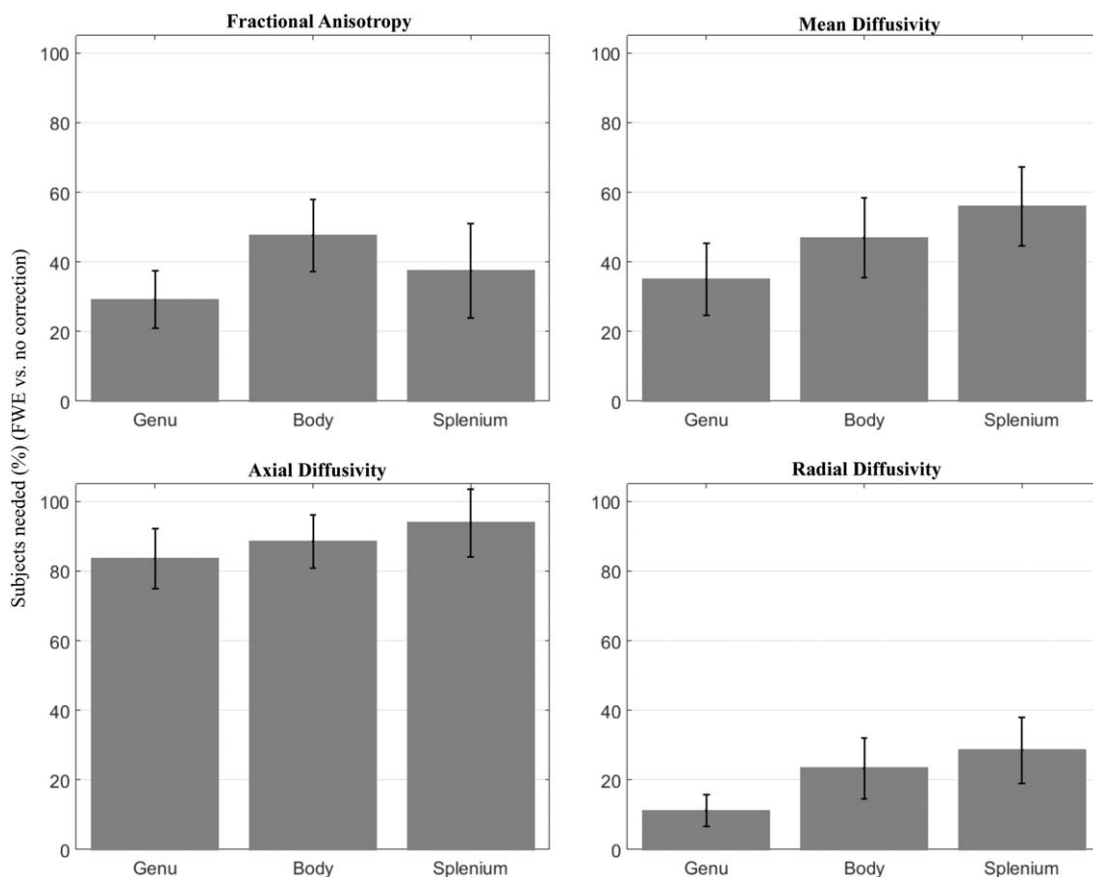 Fractional Anisotropy
Mean Diffusivity
100
80
60
40
20
0
Genu Body Splenium
100
80
60
40
20
0
Genu Body Splenium
Subjects needed (%) (FWE vs. no correction)
Axial Diffusivity
Radial Diffusivity
100
80
60
40
20
0
Genu Body Splenium
100
80
60
40
20
0
Genu Body Splenium